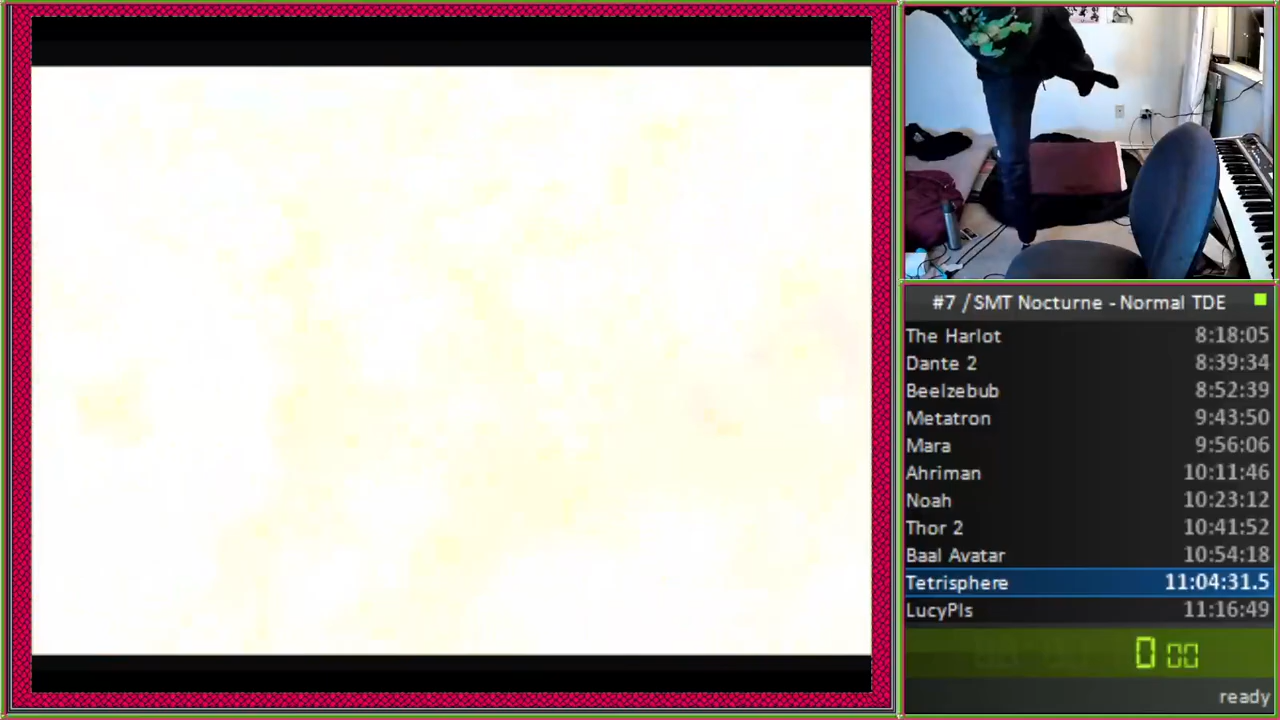 #7 / SMT Nocturne - Normal TDE
The Harlot 8:18:05
Dante 2 8:39:34
Beelzebub 8:52:39
Metatron 9:43:50
Mara 9:56:06
Ahriman 10:11:46
Noah 10:23:12
Thor 2 10:41:52
Baal Avatar 10:54:18
Tetrisphere 11:04:31.5
LucyPls 11:16:49
0 00
ready